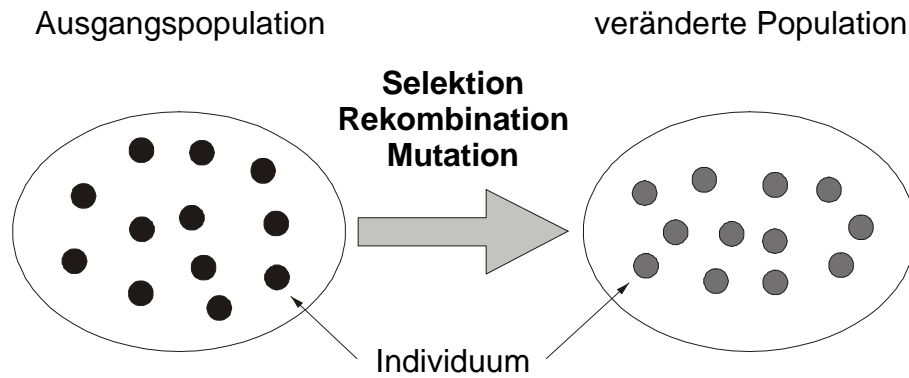 Ausgangspopulation
veränderte Population
Selektion
Rekombination
Mutation
Individuum